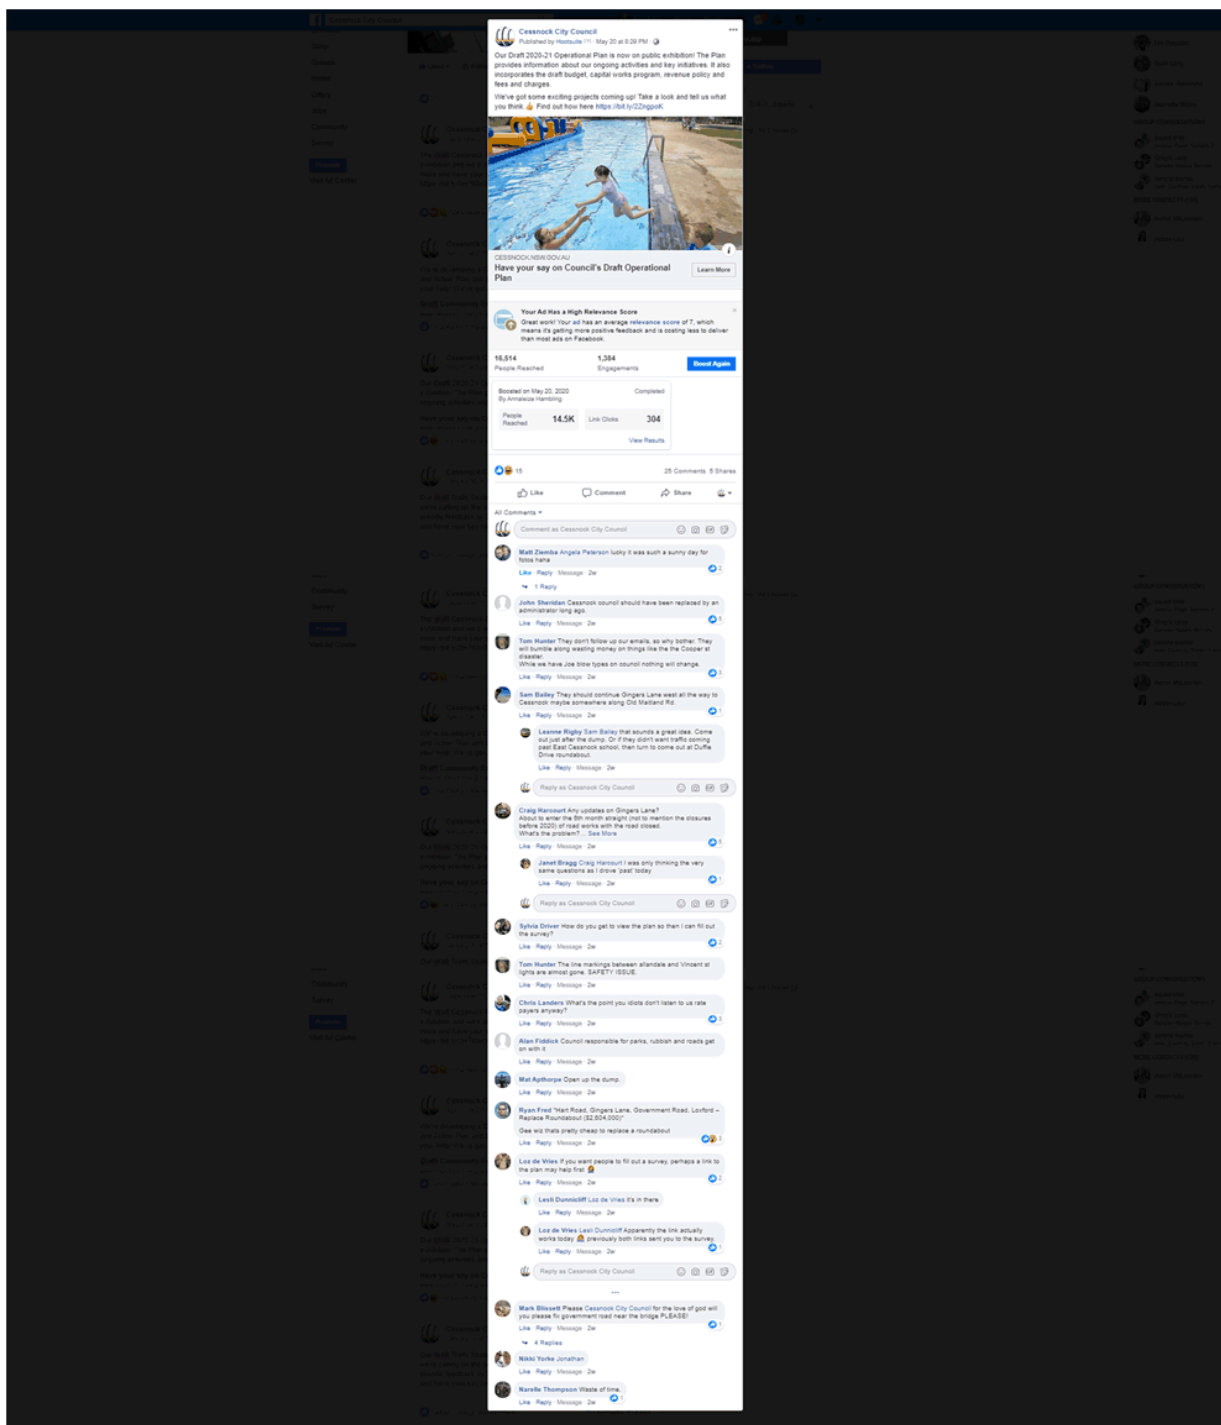 Cessnock City Council
Published by Hootsuite · May 20 at 8:29 PM ·
Our Draft 2020-21 Operational Plan is now on public exhibition! The Plan
provides information about our ongoing activities and key initiatives. It also
incorporates the draft budget, capital works program, revenue policy and
fees and charges.
We've got some exciting projects coming up! Take a look and tell us what
you think 👍 Find out how here https://bit.ly/2ZngpoK
CESSNOCK.NSW.GOV.AU
Have your say on Council's Draft Operational
Plan
Learn More
Your Ad Has a High Relevance Score
Great work! Your ad has an average relevance score of 7, which
means it's getting more positive feedback and is costing less to deliver
than most ads on Facebook.
16,514
People Reached
1,384
Engagements
Boost Again
Boosted on May 20, 2020
By Annaleize Hambling
Completed
People
Reached
14.5K
Link Clicks
304
View Results
15
25 Comments 5 Shares
Like
Comment
Share
All Comments
Comment as Cessnock City Council
Matt Ziemba Angela Peterson lucky it was such a sunny day for
fotos haha
2
Like · Reply · Message · 2w
1 Reply
John Sheridan Cessnock council should have been replaced by an
administrator long ago.
Like · Reply · Message · 2w
Tom Hunter They don't follow up our emails, so why bother. They
will bumble along wasting money on things like the the Cooper st
disaster.
While we have Joe blow types on council nothing will change.
Like · Reply · Message · 2w
Sam Bailey They should continue Gingers Lane west all the way to
Cessnock maybe somewhere along Old Maitland Rd.
1
Like · Reply · Message · 2w
Leanne Rigby Sam Bailey that sounds a great idea. Come
out just after the dump. Or if they didn't want traffic coming
past East Cessnock school, then turn to come out at Duffie
Drive roundabout.
Like · Reply · Message · 2w
Reply as Cessnock City Council
Craig Harcourt Any updates on Gingers Lane?
About to enter the 6th month straight (not to mention the closures
before 2020) of road works with the road closed.
What's the problem?... See More
Like · Reply · Message · 2w
Janet Bragg Craig Harcourt I was only thinking the very
same questions as I drove 'past' today
1
Like · Reply · Message · 2w
Reply as Cessnock City Council
Sylvia Driver How do you get to view the plan so then I can fill out
the survey?
2
Like · Reply · Message · 2w
Tom Hunter The line markings between allandale and Vincent st
lights are almost gone. SAFETY ISSUE.
Like · Reply · Message · 2w
Chris Landers What's the point you idiots don't listen to us rate
payers anyway?
3
Like · Reply · Message · 2w
Alan Fiddick Council responsible for parks, rubbish and roads get
on with it
Like · Reply · Message · 2w
Mat Apthorpe Open up the dump.
Like · Reply · Message · 2w
Ryan Fred "Hart Road, Gingers Lane, Government Road, Loxford –
Replace Roundabout ($2,604,000)"
Gee wiz thats pretty cheap to replace a roundabout
3
Like · Reply · Message · 2w
Loz de Vries If you want people to fill out a survey, perhaps a link to
the plan may help first 🤦
2
Like · Reply · Message · 2w
Lesli Dunnicliff Loz de Vries it's in there
Like · Reply · Message · 2w
Loz de Vries Lesli Dunnicliff Apparently the link actually
works today 🤷 previously both links sent you to the survey.
1
Like · Reply · Message · 2w
Reply as Cessnock City Council
...
Mark Blissett Please Cessnock City Council for the love of god will
you please fix government road near the bridge PLEASE!
1
Like · Reply · Message · 2w
4 Replies
Nikki Yorke Jonathan
Like · Reply · Message · 2w
Narelle Thompson Waste of time.
Like · Reply · Message · 2w